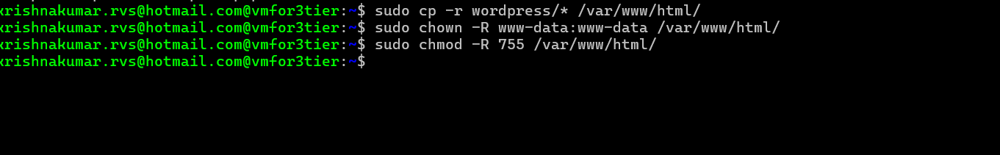 krishnakumar.rvs@hotmail.com@vmfor3tier:~$ sudo cp -r wordpress/* /var/www/html/
krishnakumar.rvs@hotmail.com@vmfor3tier:~$ sudo chown -R www-data:www-data /var/www/html/
krishnakumar.rvs@hotmail.com@vmfor3tier:~$ sudo chmod -R 755 /var/www/html/
krishnakumar.rvs@hotmail.com@vmfor3tier:~$